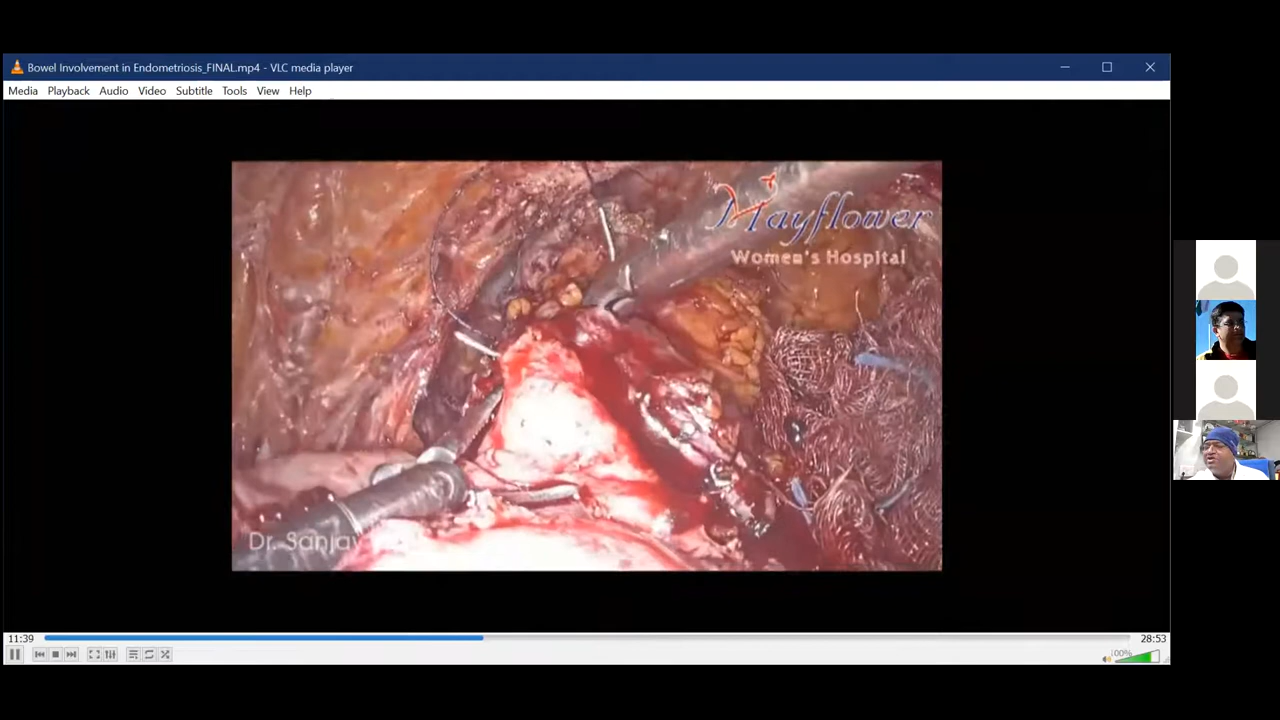 Bowel Involvement in Endometriosis_FINAL.mp4 - VLC media player
Media Playback Audio Video Subtitle Tools View Help
Mayflower
Women's Hospital
Dr. Sanjay
11:39
28:53
100%